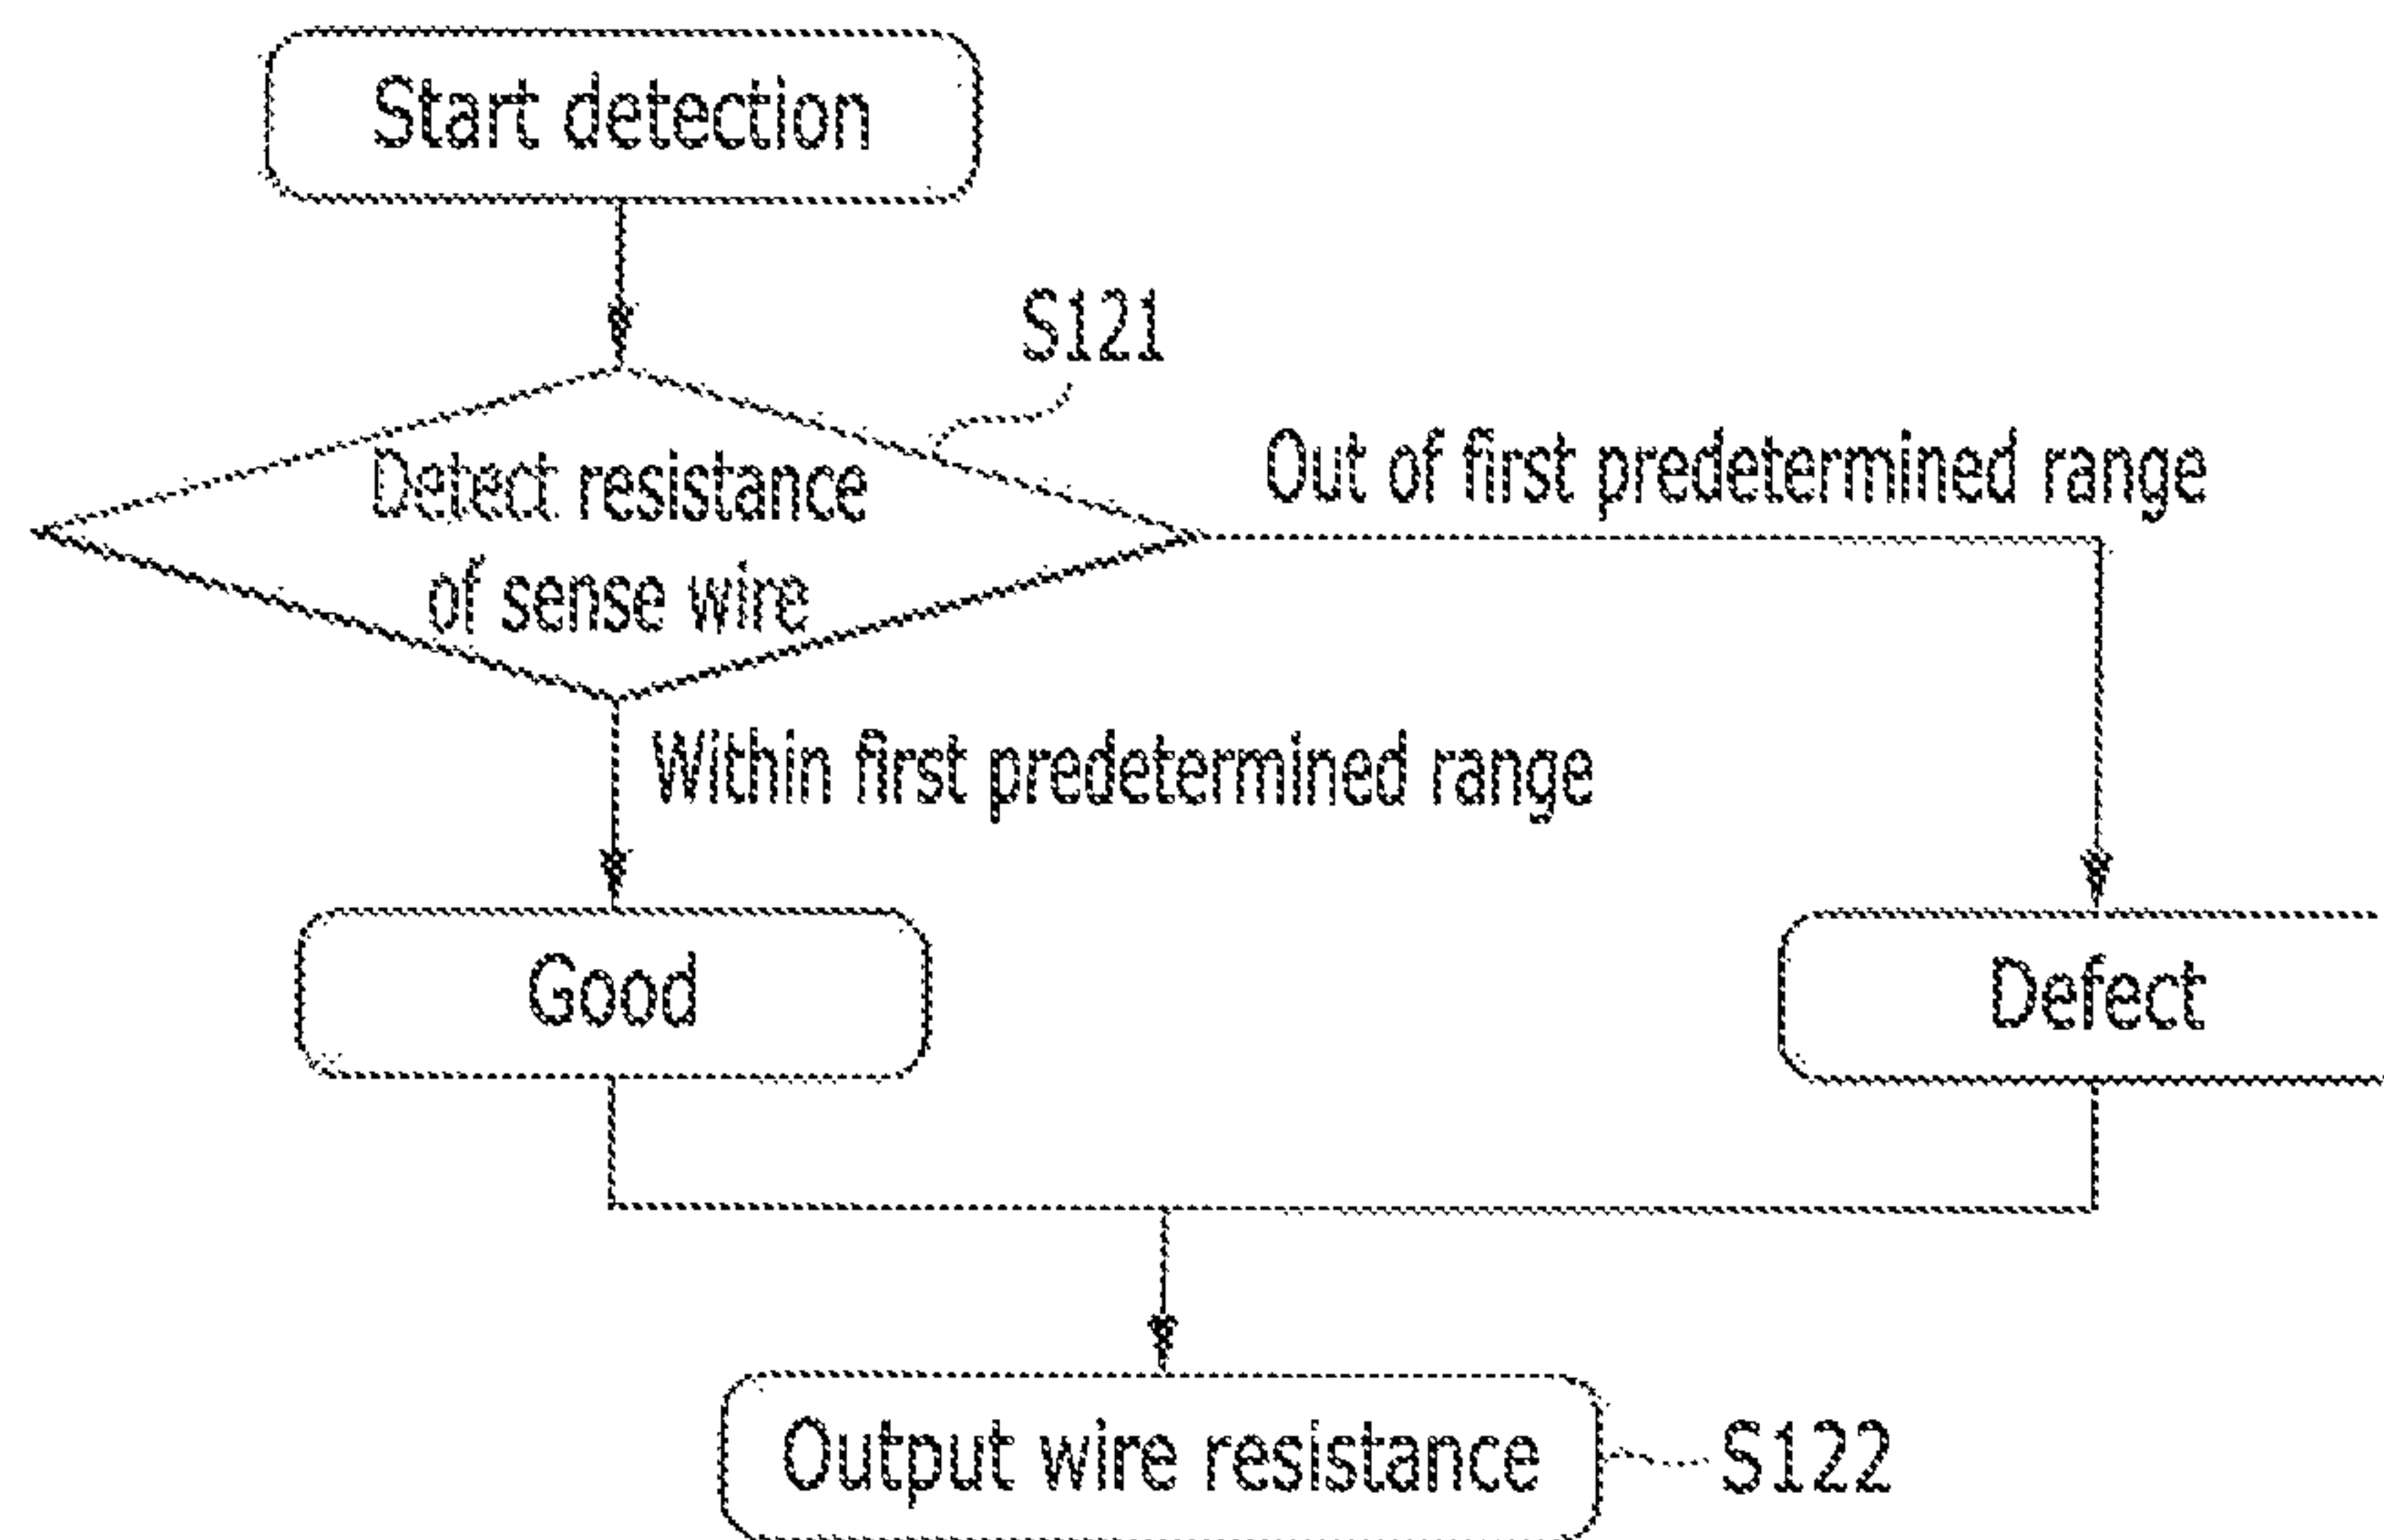 Start detection
S121
Detect resistance
of sense wire
Out of first predetermined range
Within first predetermined range
Good
Defect
Output wire resistance
S122